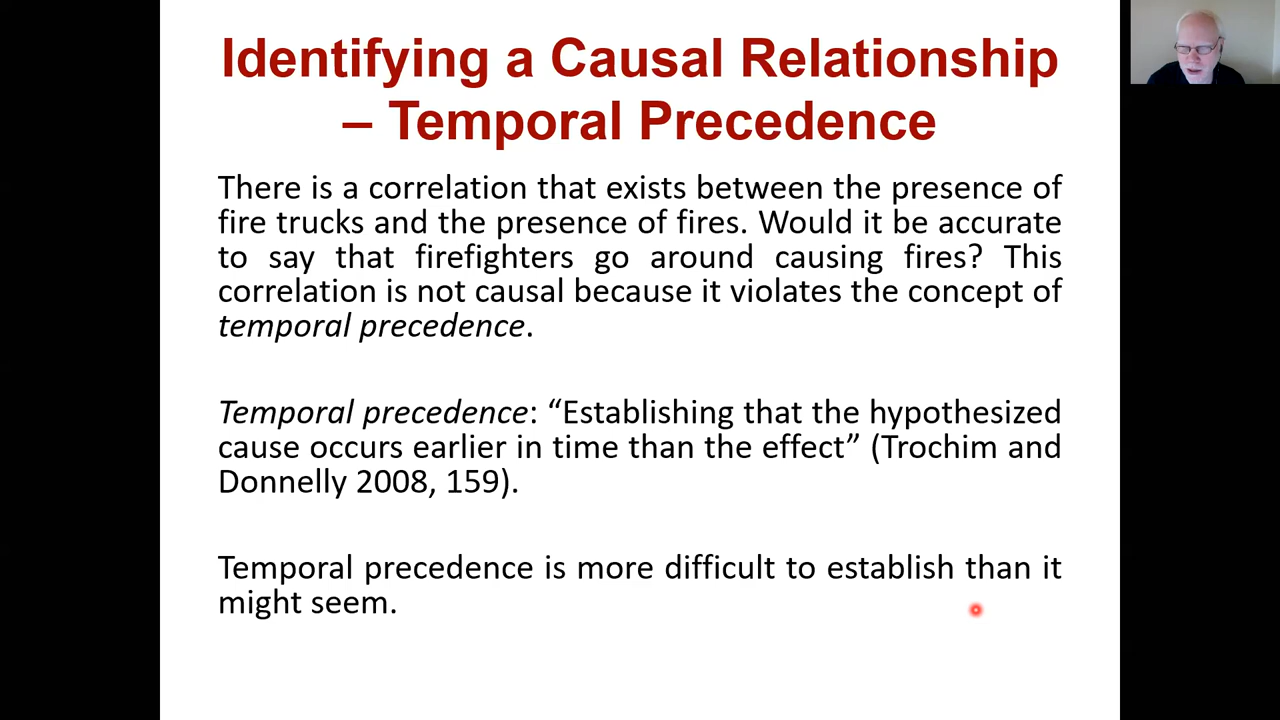 Identifying a Causal Relationship
– Temporal Precedence
There is a correlation that exists between the presence of
fire trucks and the presence of fires. Would it be accurate
to say that firefighters go around causing fires? This
correlation is not causal because it violates the concept of
temporal precedence.
Temporal precedence: “Establishing that the hypothesized
cause occurs earlier in time than the effect” (Trochim and
Donnelly 2008, 159).
Temporal precedence is more difficult to establish than it
might seem.